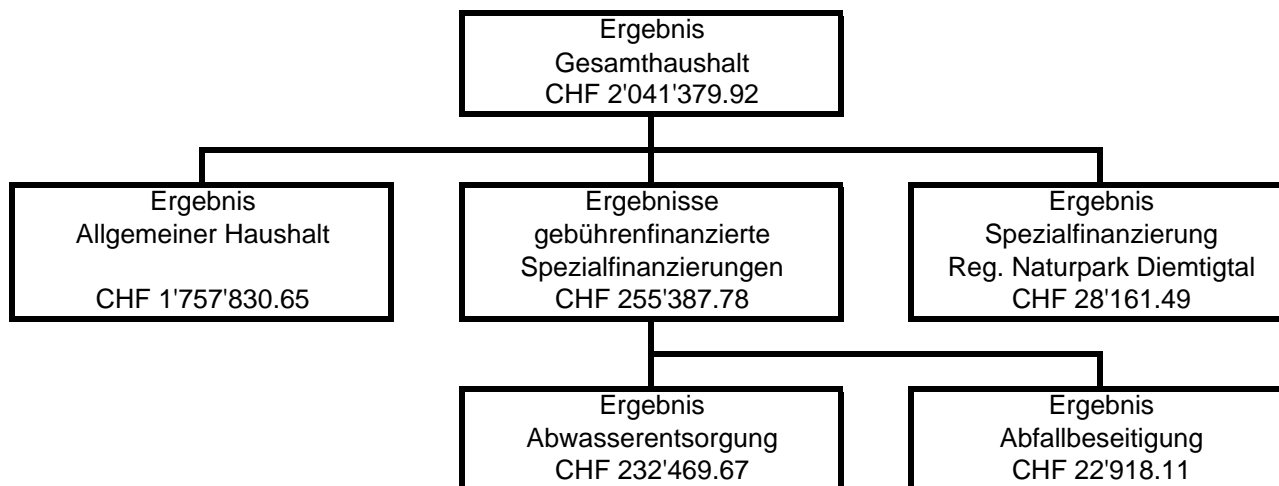 Ergebnis
Gesamthaushalt
CHF 2'041'379.92
Ergebnis
Allgemeiner Haushalt
CHF 1'757'830.65
Ergebnisse
gebührenfinanzierte
Spezialfinanzierungen
CHF 255'387.78
Ergebnis
Spezialfinanzierung
Reg. Naturpark Diemtigtal
CHF 28'161.49
Ergebnis
Abwasserentsorgung
CHF 232'469.67
Ergebnis
Abfallbeseitigung
CHF 22'918.11